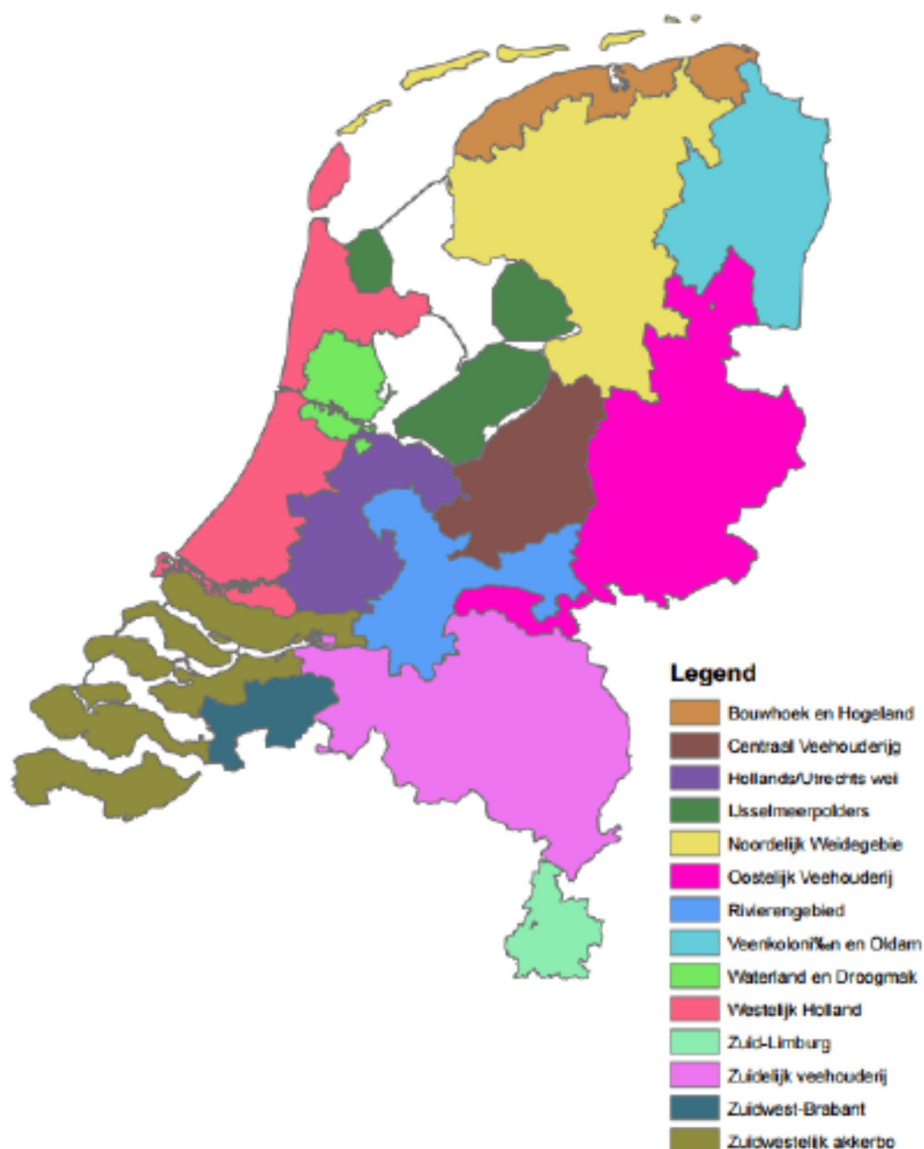 Legend
Bouwhoek en Hogeland
Centraal Veehouderijg
Hollands/Utrechts wei
IJsselmeerpolders
Noordelijk Weidegebie
Oostelijk Veehouderij
Rivierengebied
Veenkoloni‰n en Oldam
Waterland en Droogmak
Westelijk Holland
Zuid-Limburg
Zuidelijk veehouderij
Zuidwest-Brabant
Zuidwestelijk akkerbo